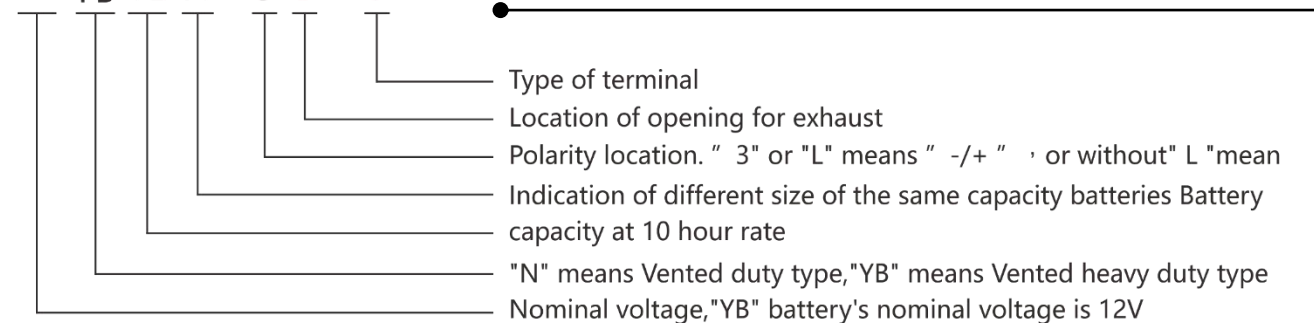 Type of terminal
Location of opening for exhaust
Polarity location. ″ 3" or "L" means ″ -/+ ″ ，or without" L "mean
Indication of different size of the same capacity batteries Battery
capacity at 10 hour rate
"N" means Vented duty type,"YB" means Vented heavy duty type
Nominal voltage,"YB" battery's nominal voltage is 12V